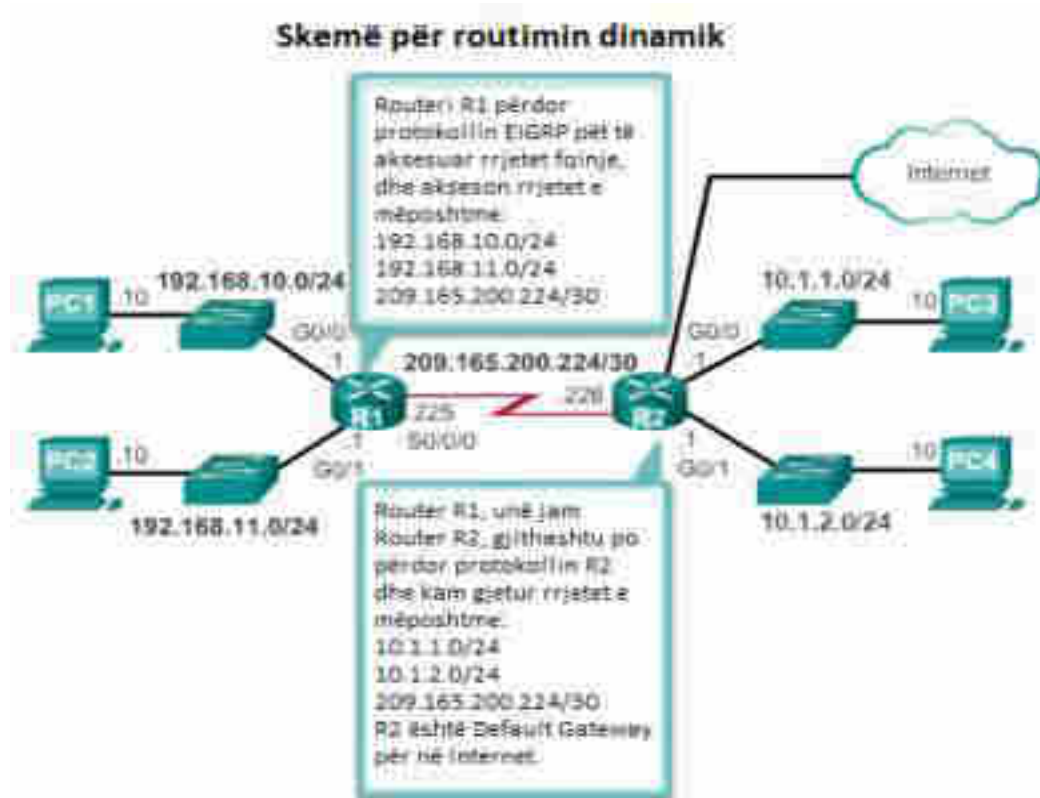 Skemë për routimin dinamik
Routeri R1 përdor
protokollin EIGRP pët të
aksesuar rrjetet fqinje,
dhe akseson rrjetet e
mëposhtme:
192.168.10.0/24
192.168.11.0/24
209.165.200.224/30
Internet
192.168.10.0/24
10.1.1.0/24
PC1
.10
.10
PC3
G0/0
.1
G0/0
.1
209.165.200.224/30
R1
.225
S0/0/0
.226
R2
.1
G0/1
.1
G0/1
PC2
.10
.10
PC4
192.168.11.0/24
10.1.2.0/24
Router R1, unë jam
Router R2, gjithashtu po
përdor protokollin R2
dhe kam gjetur rrjetet e
mëposhtme:
10.1.1.0/24
10.1.2.0/24
209.165.200.224/30
R2 është Default Gateway
për në Internet.